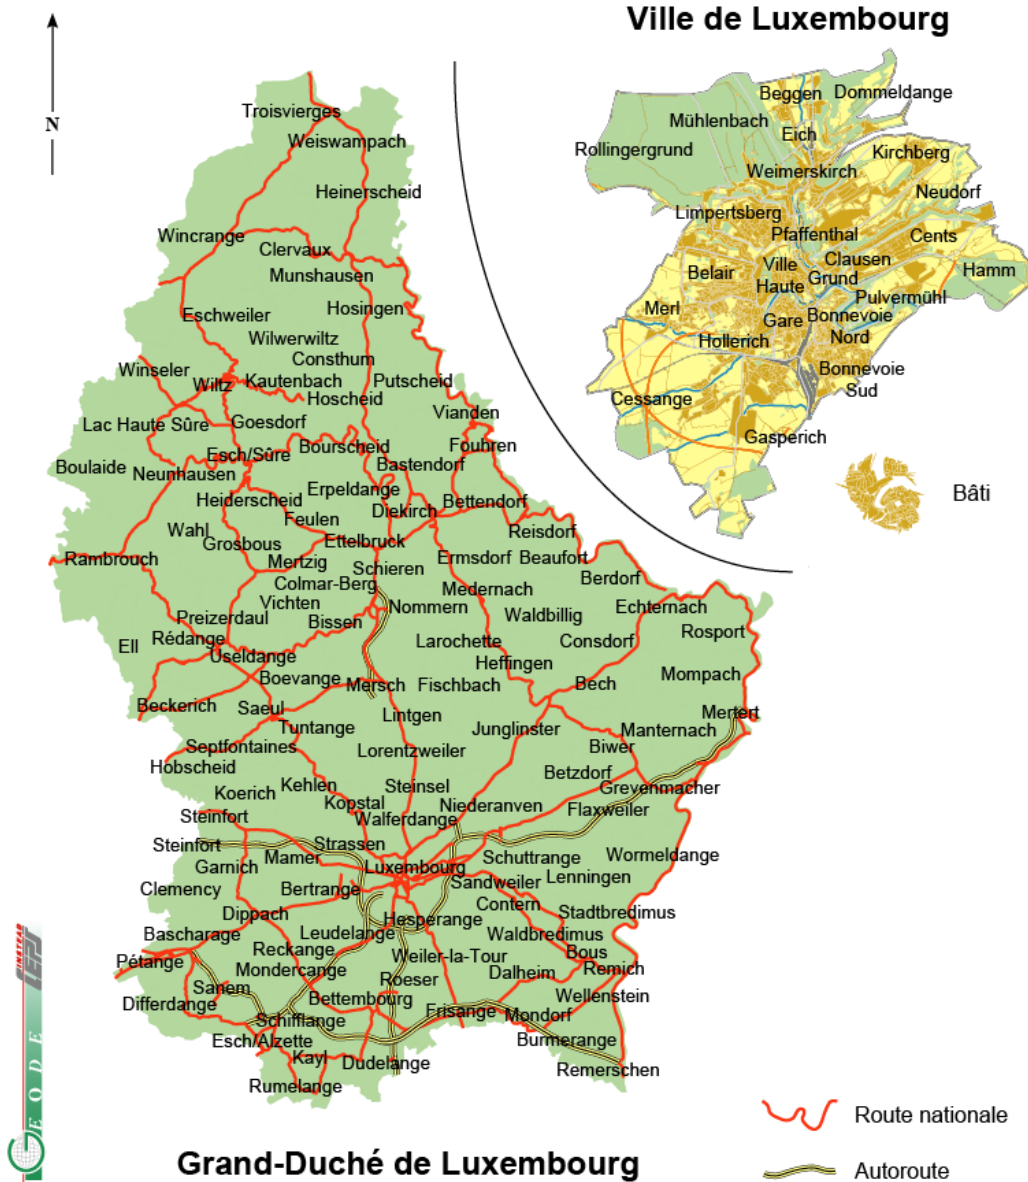 Ville de Luxembourg
N
Troisvierges
Weiswampach
Heinerscheid
Wincrange
Clervaux
Munshausen
Hosingen
Eschweiler
Wilwerwiltz
Consthum
Winseler
Wiltz
Kautenbach
Putscheid
Hoscheid
Lac Haute Sûre
Goesdorf
Vianden
Esch/Sûre
Bourscheid
Fouhren
Boulaide
Neunhausen
Bastendorf
Heiderscheid
Erpeldange
Bettendorf
Feulen
Diekirch
Wahl
Grosbous
Ettelbruck
Reisdorf
Rambrouch
Mertzig
Schieren
Ermsdorf
Beaufort
Colmar-Berg
Berdorf
Medernach
Vichten
Nommern
Echternach
Preizerdaul
Bissen
Waldbillig
Rosport
Ell
Rédange
Larochette
Consdorf
Useldange
Heffingen
Mompach
Boevange
Mersch
Fischbach
Bech
Beckerich
Saeul
Lintgen
Mertert
Tuntange
Junglinster
Manternach
Septfontaines
Lorentzweiler
Biwer
Hobscheid
Betzdorf
Kehlen
Steinsel
Grevenmacher
Koerich
Kopstal
Niederanven
Flaxweiler
Steinfort
Walferdange
Steinfort
Strassen
Mamer
Schuttrange
Wormeldange
Garnich
Luxembourg
Lenningen
Clemency
Bertrange
Sandweiler
Contern
Stadtbredimus
Dippach
Hesperange
Bascharage
Leudelange
Waldbredimus
Reckange
Weiler-la-Tour
Bous
Pétange
Mondercange
Dalheim
Remich
Roeser
Sanem
Differdange
Bettembourg
Wellenstein
Frisange
Mondorf
Schifflange
Esch/Alzette
Burmerange
Kayl
Dudelange
Remerschen
Rumelange
Beggen
Dommeldange
Mühlenbach
Eich
Rollingergrund
Kirchberg
Weimerskirch
Neudorf
Limpertsberg
Pfaffenthal
Cents
Belair
Ville
Haute
Clausen
Grund
Hamm
Merl
Pulvermühl
Gare
Bonnevoie
Nord
Hollerich
Bonnevoie
Sud
Cessange
Gasperich
Bâti
INSTEAD
CEPS
GEODE
Route nationale
Autoroute
Grand-Duché de Luxembourg